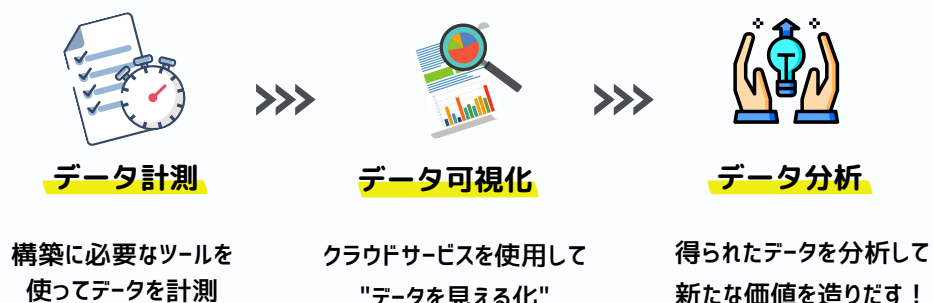 データ計測
構築に必要なツールを
使ってデータを計測
データ可視化
クラウドサービスを使用して
"データを見える化"
データ分析
得られたデータを分析して
新たな価値を造りだす！